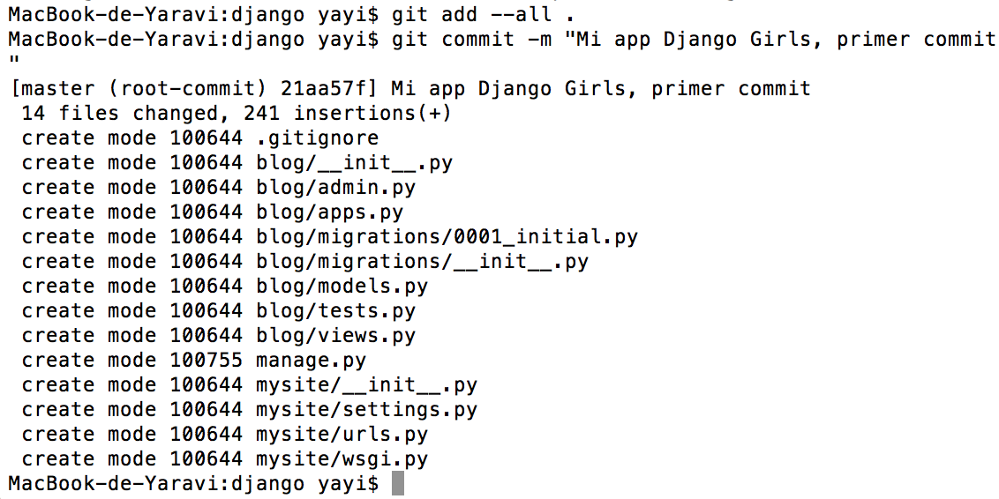 MacBook-de-Yaravi:django yayi$ git add --all .
MacBook-de-Yaravi:django yayi$ git commit -m "Mi app Django Girls, primer commit
"
[master (root-commit) 21aa57f] Mi app Django Girls, primer commit
 14 files changed, 241 insertions(+)
 create mode 100644 .gitignore
 create mode 100644 blog/__init__.py
 create mode 100644 blog/admin.py
 create mode 100644 blog/apps.py
 create mode 100644 blog/migrations/0001_initial.py
 create mode 100644 blog/migrations/__init__.py
 create mode 100644 blog/models.py
 create mode 100644 blog/tests.py
 create mode 100644 blog/views.py
 create mode 100755 manage.py
 create mode 100644 mysite/__init__.py
 create mode 100644 mysite/settings.py
 create mode 100644 mysite/urls.py
 create mode 100644 mysite/wsgi.py
MacBook-de-Yaravi:django yayi$